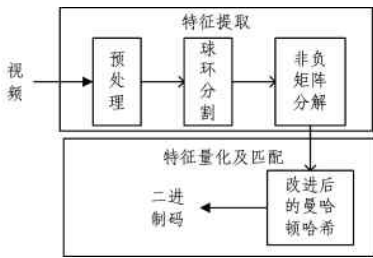 特征提取
视
频
预
处
理
球
环
分
割
非负
矩阵
分解
特征量化及匹配
改进后
的曼哈
顿哈希
二进
制码